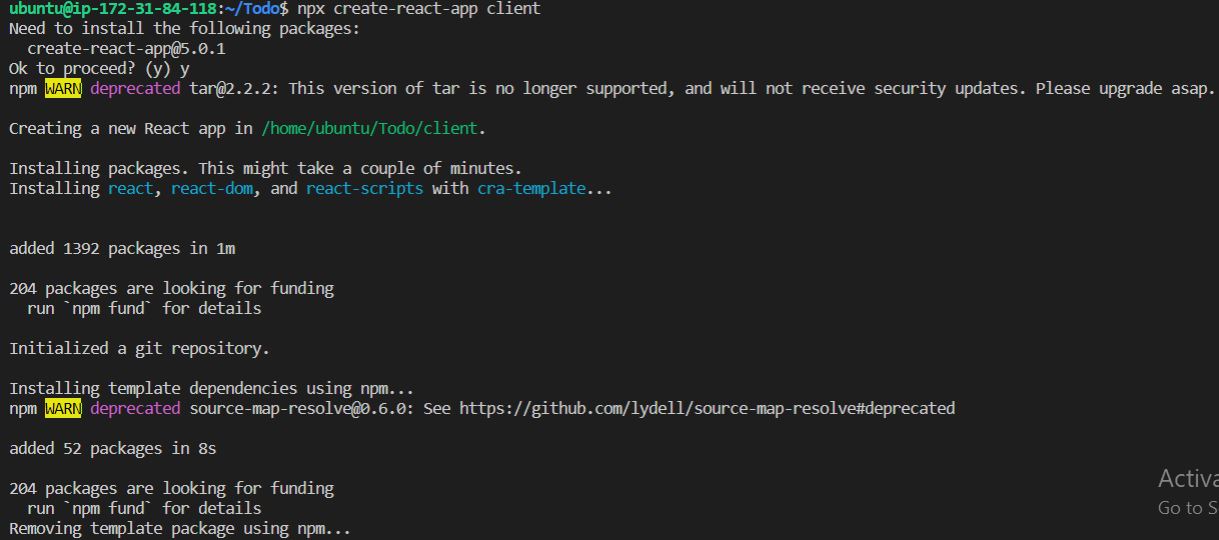 ubuntu@ip-172-31-84-118:~/Todo$ npx create-react-app client
Need to install the following packages:
  create-react-app@5.0.1
Ok to proceed? (y) y
npm WARN deprecated tar@2.2.2: This version of tar is no longer supported, and will not receive security updates. Please upgrade asap.
Creating a new React app in /home/ubuntu/Todo/client.
Installing packages. This might take a couple of minutes.
Installing react, react-dom, and react-scripts with cra-template...
added 1392 packages in 1m
204 packages are looking for funding
  run `npm fund` for details
Initialized a git repository.
Installing template dependencies using npm...
npm WARN deprecated source-map-resolve@0.6.0: See https://github.com/lydell/source-map-resolve#deprecated
added 52 packages in 8s
204 packages are looking for funding
  run `npm fund` for details
Removing template package using npm...
Activa
Go to S